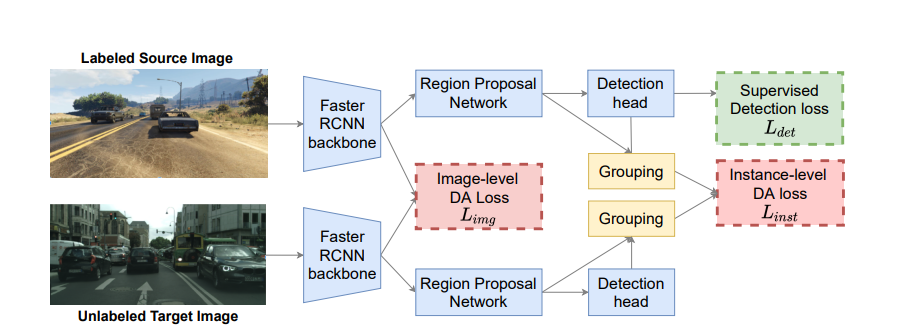 Labeled Source Image
Faster
RCNN
backbone
Region Proposal
Network
Detection
head
Supervised
Detection loss
L_det
Grouping
Image-level
DA Loss
L_img
Instance-level
DA loss
L_inst
Grouping
Faster
RCNN
backbone
Region Proposal
Network
Detection
head
Unlabeled Target Image